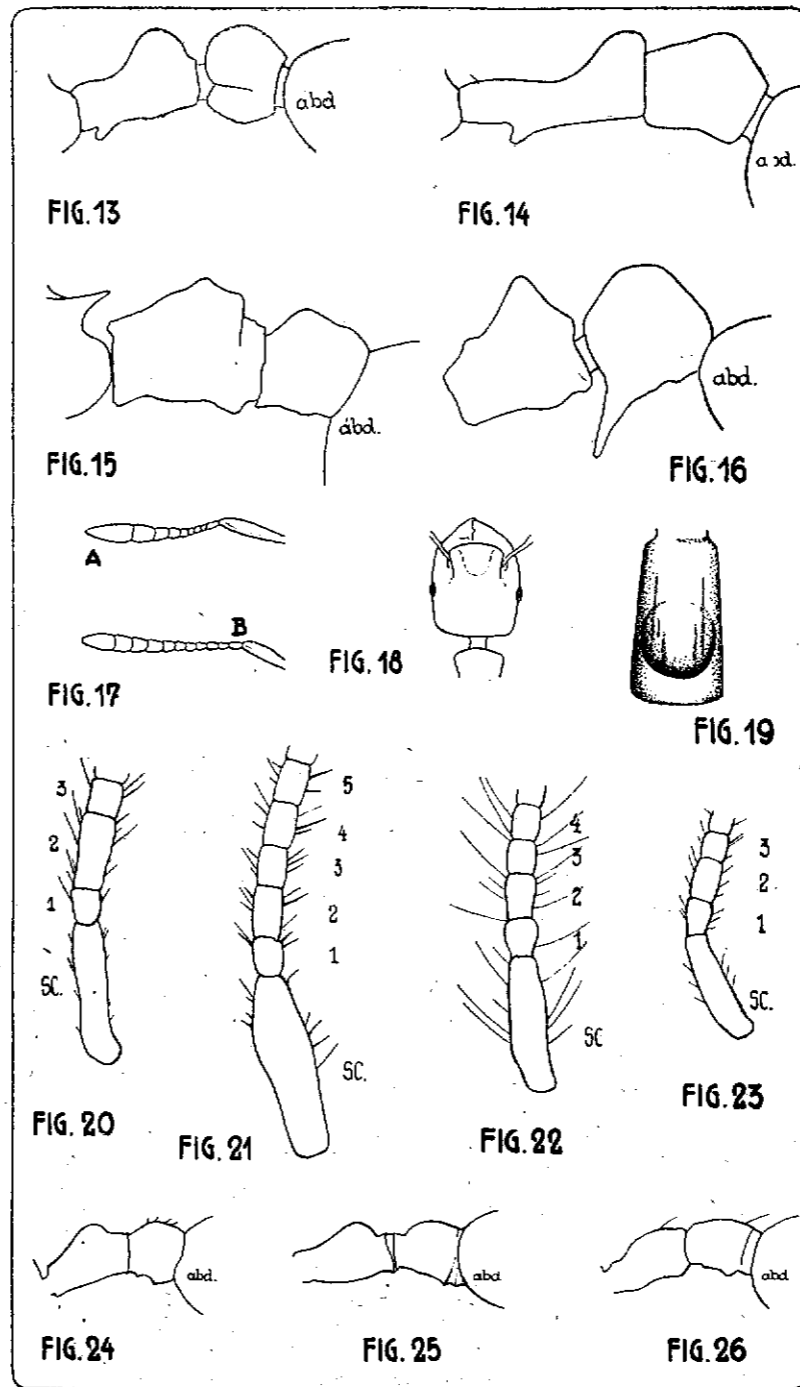 abd
abd.
FIG.13
FIG.14
abd.
abd.
FIG.15
FIG.16
A
B
FIG.17
FIG.18
FIG.19
3
2
1
SC.
FIG.20
5
4
3
2
1
SC.
FIG.21
4
3
2
1
SC
FIG.22
3
2
1
SC.
FIG.23
abd.
FIG.24
abd
FIG.25
abd
FIG.26